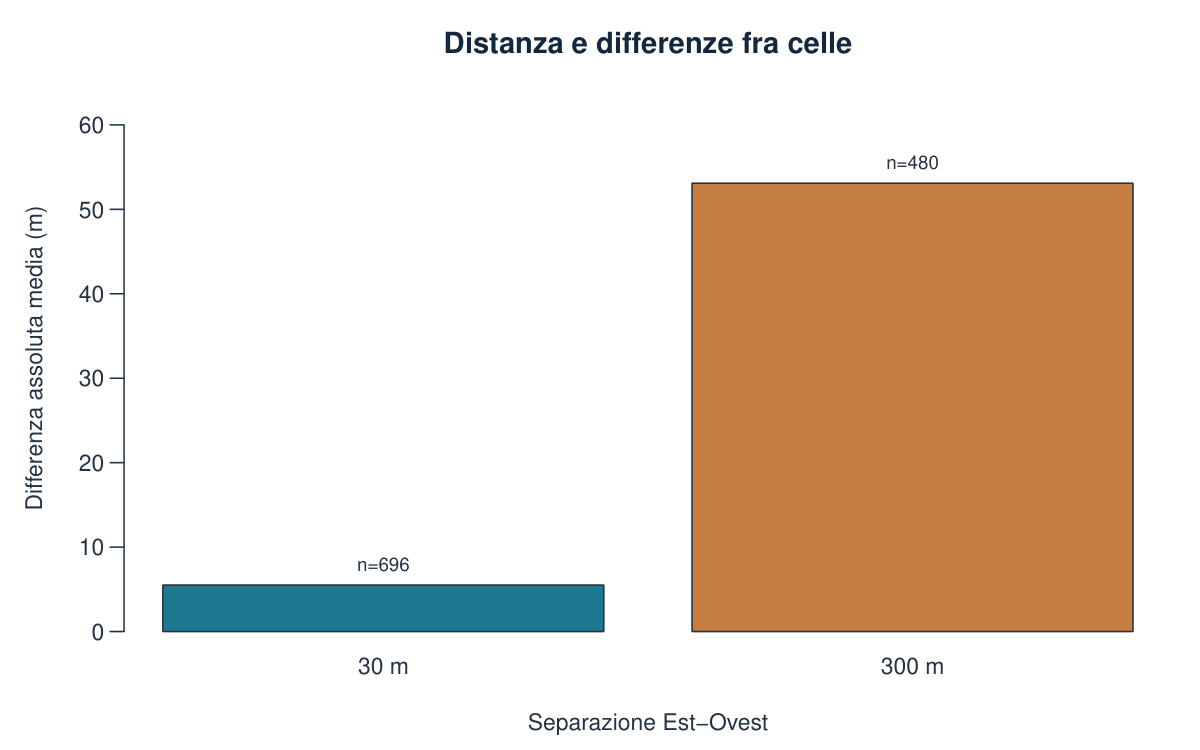 Distanza e differenze fra celle
Differenza assoluta media (m)
60
50
40
30
20
10
0
n=696
n=480
30 m
300 m
Separazione Est−Ovest